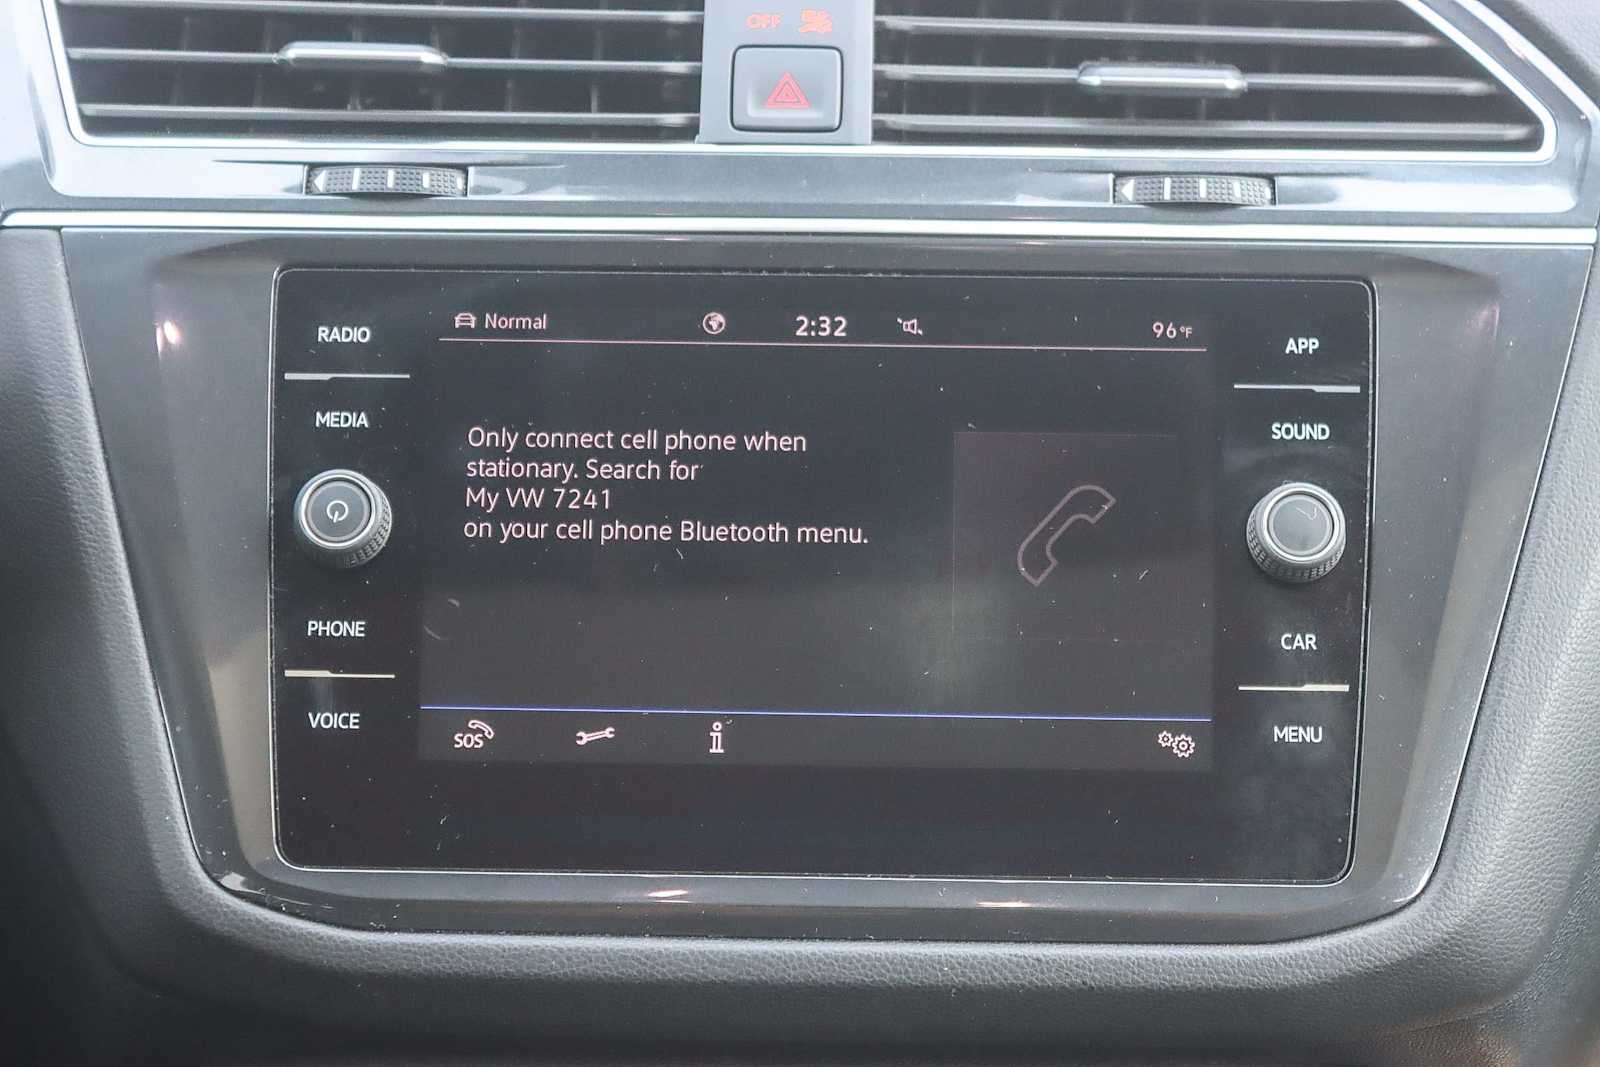 OFF
RADIO
MEDIA
PHONE
VOICE
Normal
2:32
96°F
Only connect cell phone when
stationary. Search for
My VW 7241
on your cell phone Bluetooth menu.
SOS
i
APP
SOUND
CAR
MENU